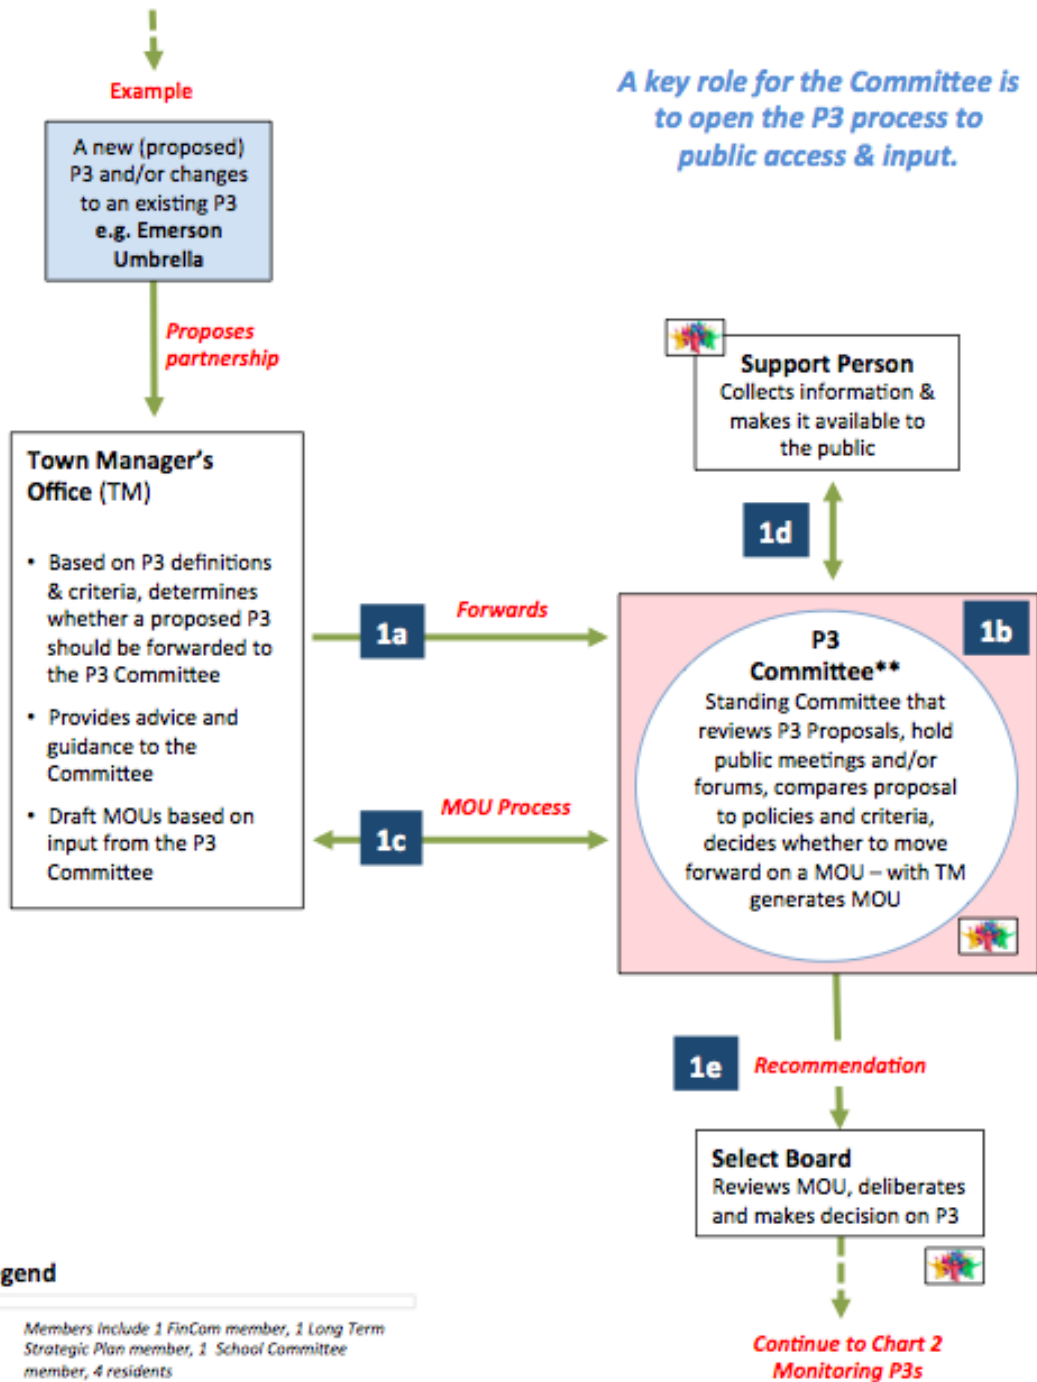 Example
A new (proposed)
P3 and/or changes
to an existing P3
e.g. Emerson
Umbrella
A key role for the Committee is
to open the P3 process to
public access & input.
Proposes
partnership
Support Person
Collects information &
makes it available to
the public
Town Manager's
Office (TM)
• Based on P3 definitions
& criteria, determines
whether a proposed P3
should be forwarded to
the P3 Committee
• Provides advice and
guidance to the
Committee
• Draft MOUs based on
input from the P3
Committee
1d
1a
Forwards
1b
P3
Committee**
Standing Committee that
reviews P3 Proposals, hold
public meetings and/or
forums, compares proposal
to policies and criteria,
decides whether to move
forward on a MOU – with TM
generates MOU
1c
MOU Process
1e
Recommendation
Select Board
Reviews MOU, deliberates
and makes decision on P3
gend
Members include 1 FinCom member, 1 Long Term
Strategic Plan member, 1 School Committee
member, 4 residents
Continue to Chart 2
Monitoring P3s